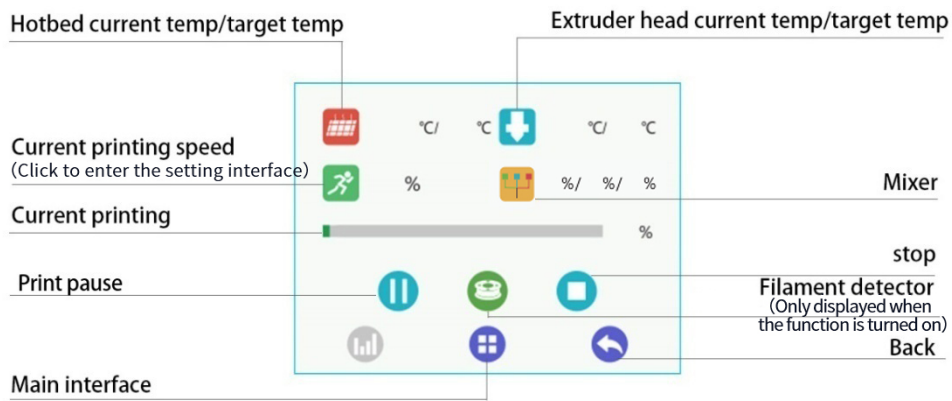 Hotbed current temp/target temp
Extruder head current temp/target temp
℃/ ℃
℃/ ℃
Current printing speed
(Click to enter the setting interface)
%
%/ %/ %
Mixer
Current printing
%
stop
Print pause
Filament detector
(Only displayed when
the function is turned on)
Back
Main interface